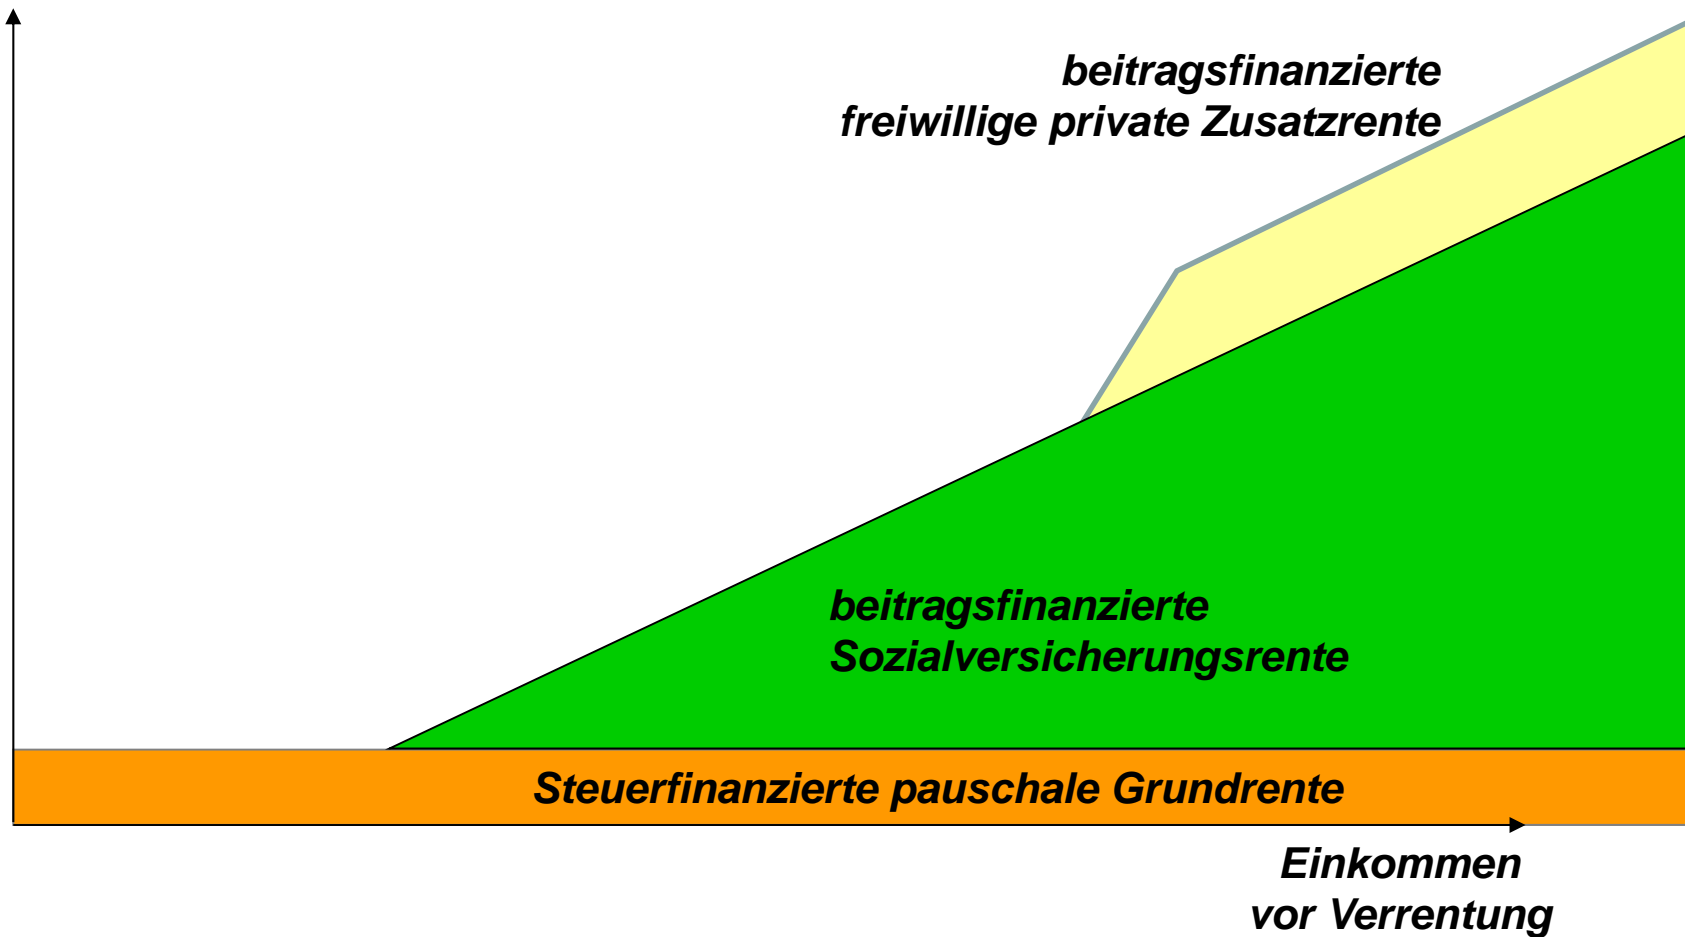 beitragsfinanzierte
freiwillige private Zusatzrente
beitragsfinanzierte
Sozialversicherungsrente
Steuerfinanzierte pauschale Grundrente
Einkommen
vor Verrentung